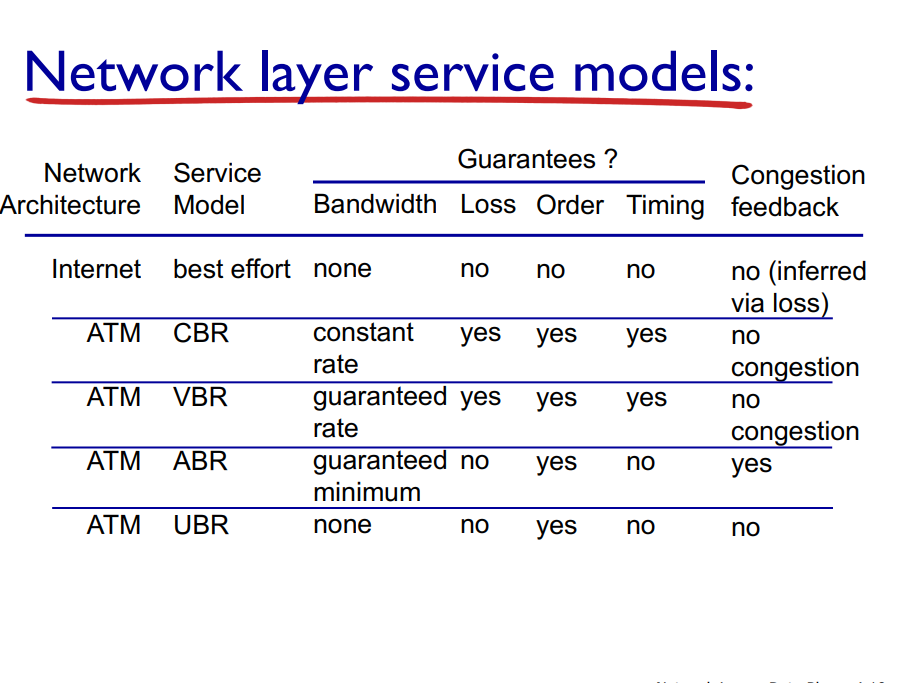 Network layer service models:
Guarantees ?
Network Architecture Service Model Bandwidth Loss Order Timing Congestion feedback
Internet best effort none no no no no (inferred via loss)
ATM CBR constant rate yes yes yes no congestion
ATM VBR guaranteed rate yes yes yes no congestion
ATM ABR guaranteed minimum no yes no yes
ATM UBR none no yes no no